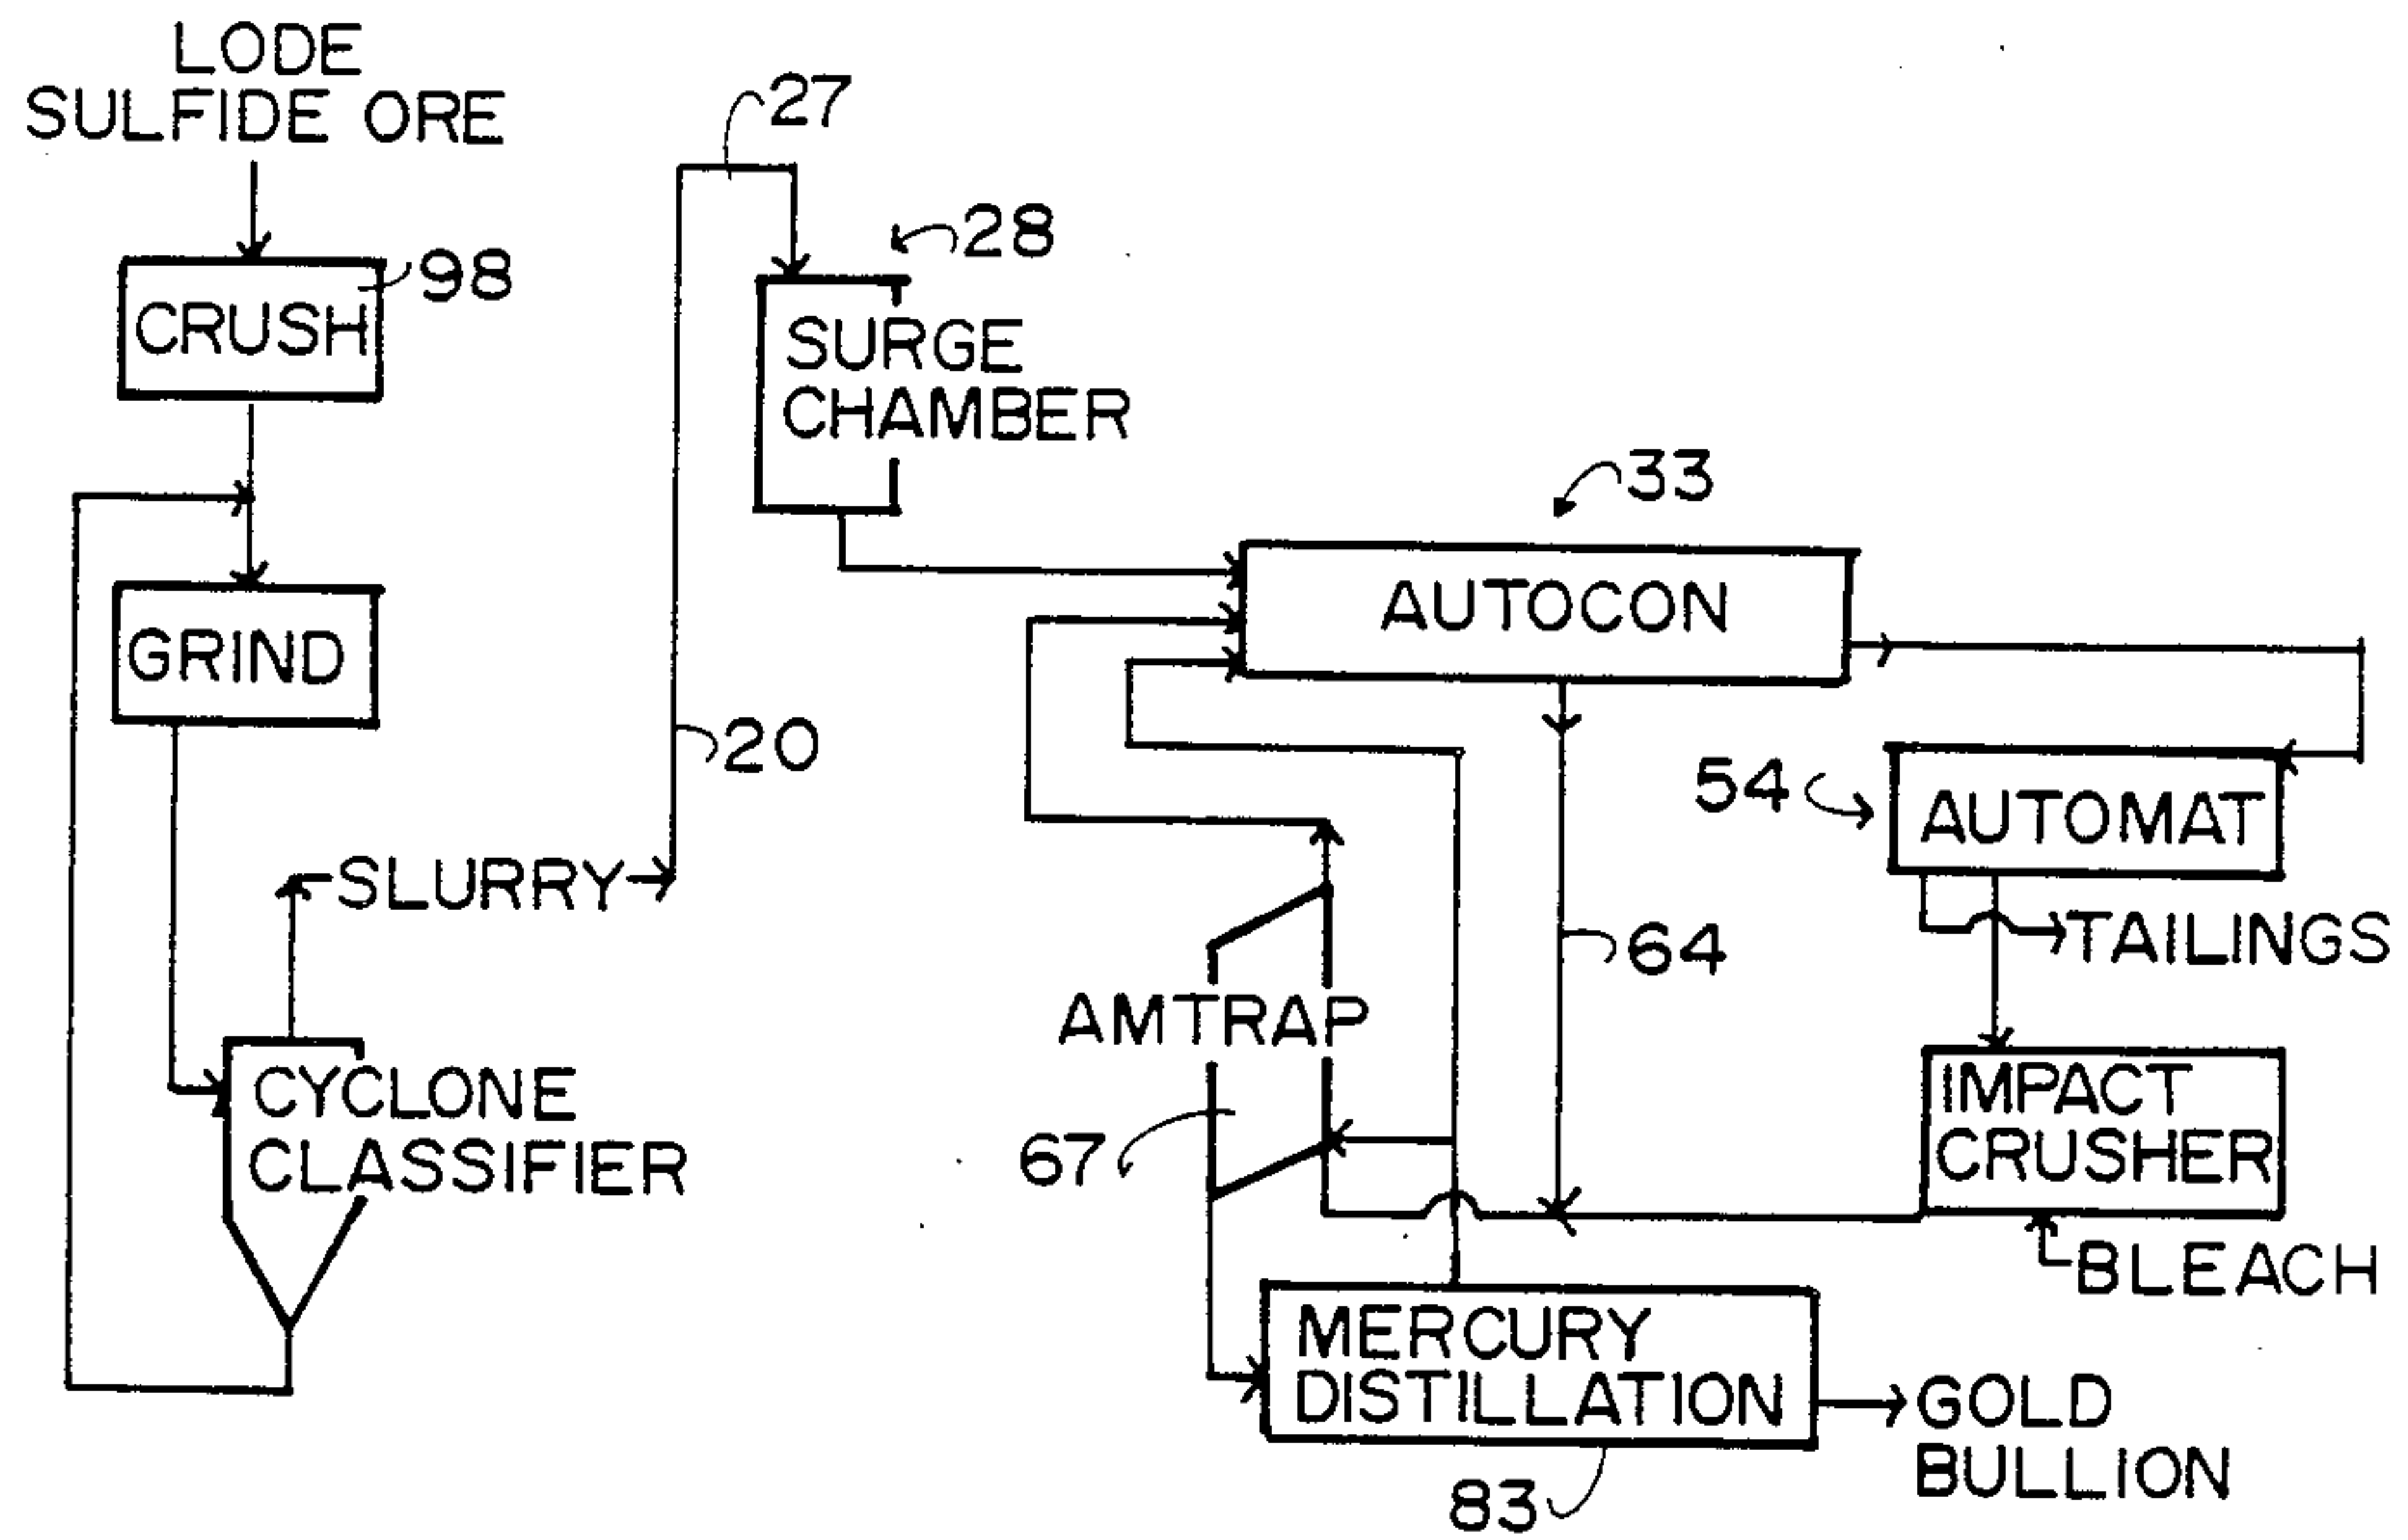 LODE
SULFIDE ORE
27
28
98
CRUSH
SURGE
CHAMBER
33
AUTOCON
GRIND
20
54
AUTOMAT
SLURRY
64
TAILINGS
AMTRAP
CYCLONE
CLASSIFIER
67
IMPACT
CRUSHER
BLEACH
MERCURY
DISTILLATION
GOLD
BULLION
83